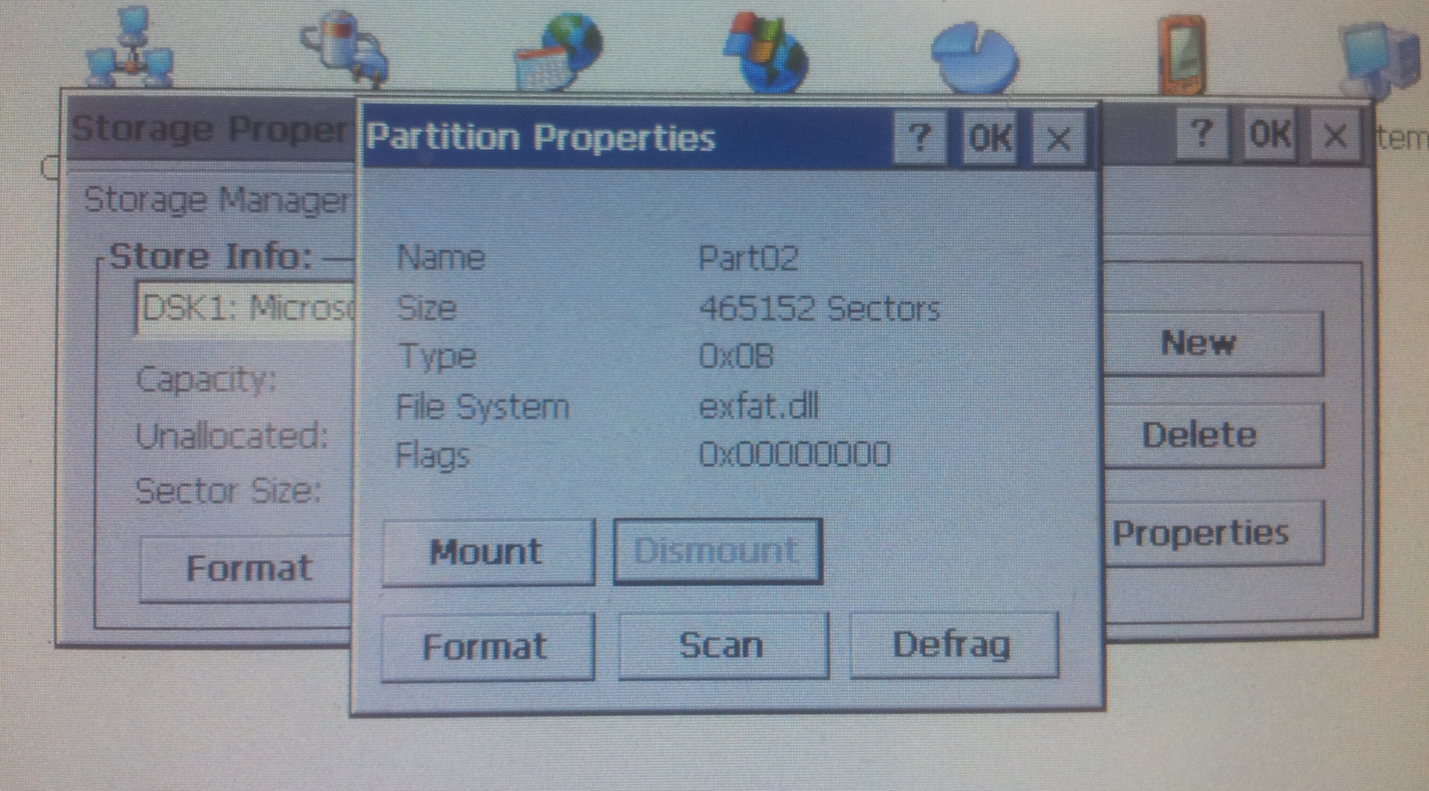 Storage Proper
Partition Properties
?
OK
×
?
OK
×
tem
Storage Manager
Store Info:
DSK1: Micros
Capacity:
Unallocated:
Sector Size:
Format
Name Part02
Size 465152 Sectors
Type 0x0B
File System exfat.dll
Flags 0x00000000
Mount
Dismount
Format
Scan
Defrag
New
Delete
Properties